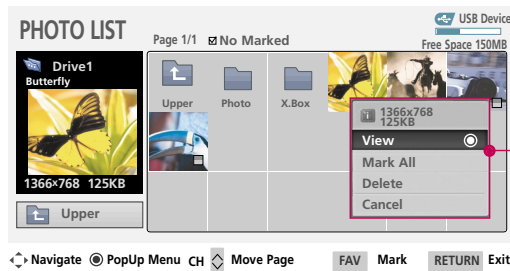 PHOTO LIST
Page 1/1 No Marked
USB Device
Free Space 150MB
Drive1
Butterfly
1366×768 125KB
Upper
Upper Photo X.Box
1366x768
125KB
View
Mark All
Delete
Cancel
Navigate PopUp Menu CH Move Page FAV Mark RETURN Exit